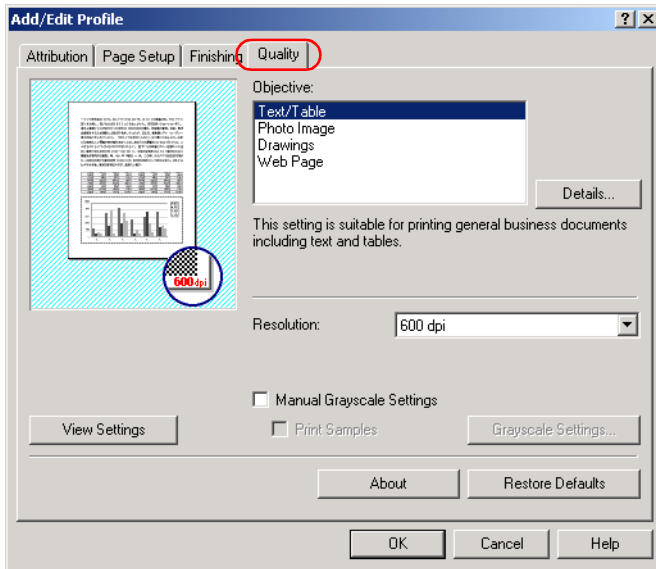 Add/Edit Profile
Attribution
Page Setup
Finishing
Quality
Objective:
Text/Table
Photo Image
Drawings
Web Page
Details...
This setting is suitable for printing general business documents
including text and tables.
600 dpi
Resolution:
600 dpi
Manual Grayscale Settings
View Settings
Print Samples
Grayscale Settings...
About
Restore Defaults
OK
Cancel
Help